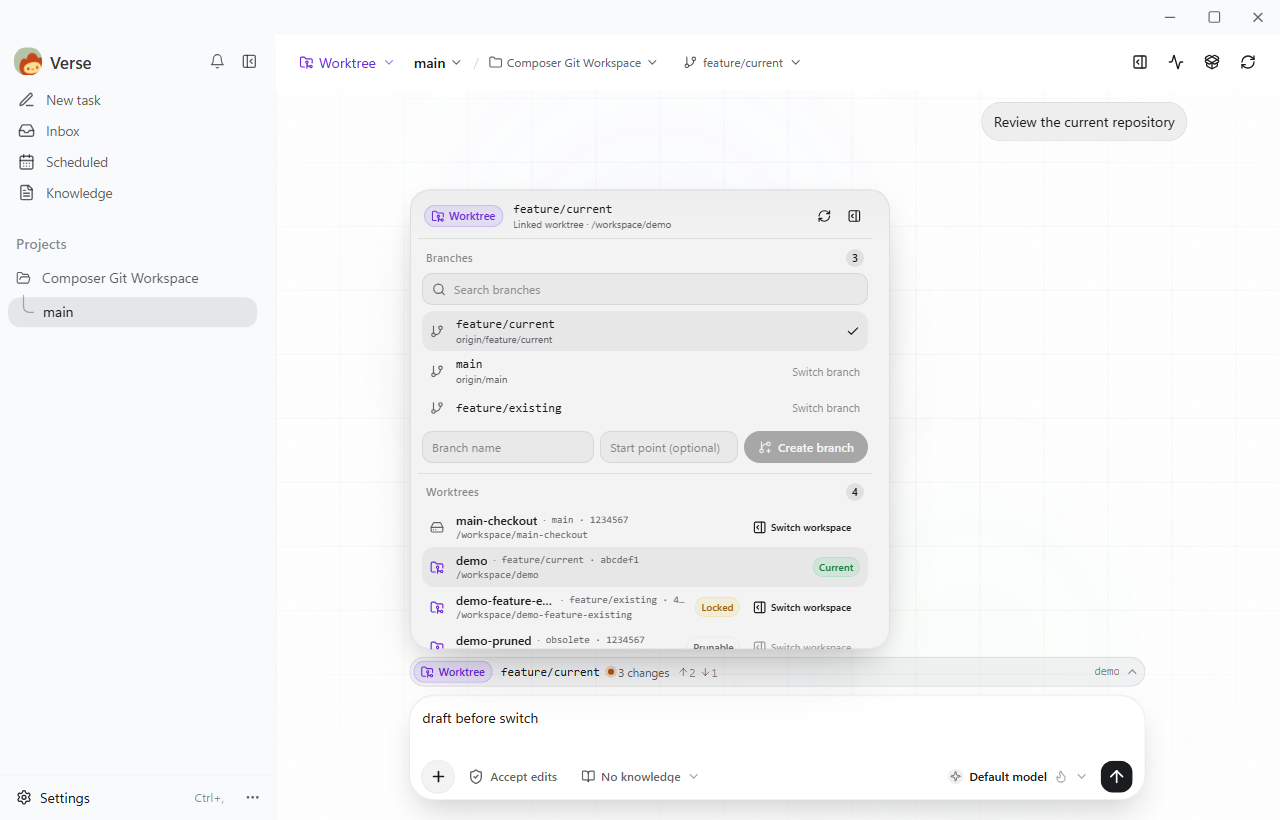 Verse
New task
Inbox
Scheduled
Knowledge
Projects
Composer Git Workspace
main
Settings
Ctrl+,
Worktree
main
/
Composer Git Workspace
feature/current
Review the current repository
Worktree
feature/current
Linked worktree · /workspace/demo
Branches
3
Search branches
feature/current
origin/feature/current
main
origin/main
Switch branch
feature/existing
Switch branch
Branch name
Start point (optional)
Create branch
Worktrees
4
main-checkout · main · 1234567
/workspace/main-checkout
Switch workspace
demo · feature/current · abcdef1
/workspace/demo
Current
demo-feature-e... · feature/existing · 4…
/workspace/demo-feature-existing
Locked
Switch workspace
demo-pruned · obsolete · 1234567
Prunable
Switch workspace
Worktree
feature/current
3 changes
↑2 ↓1
demo
draft before switch
Accept edits
No knowledge
Default model